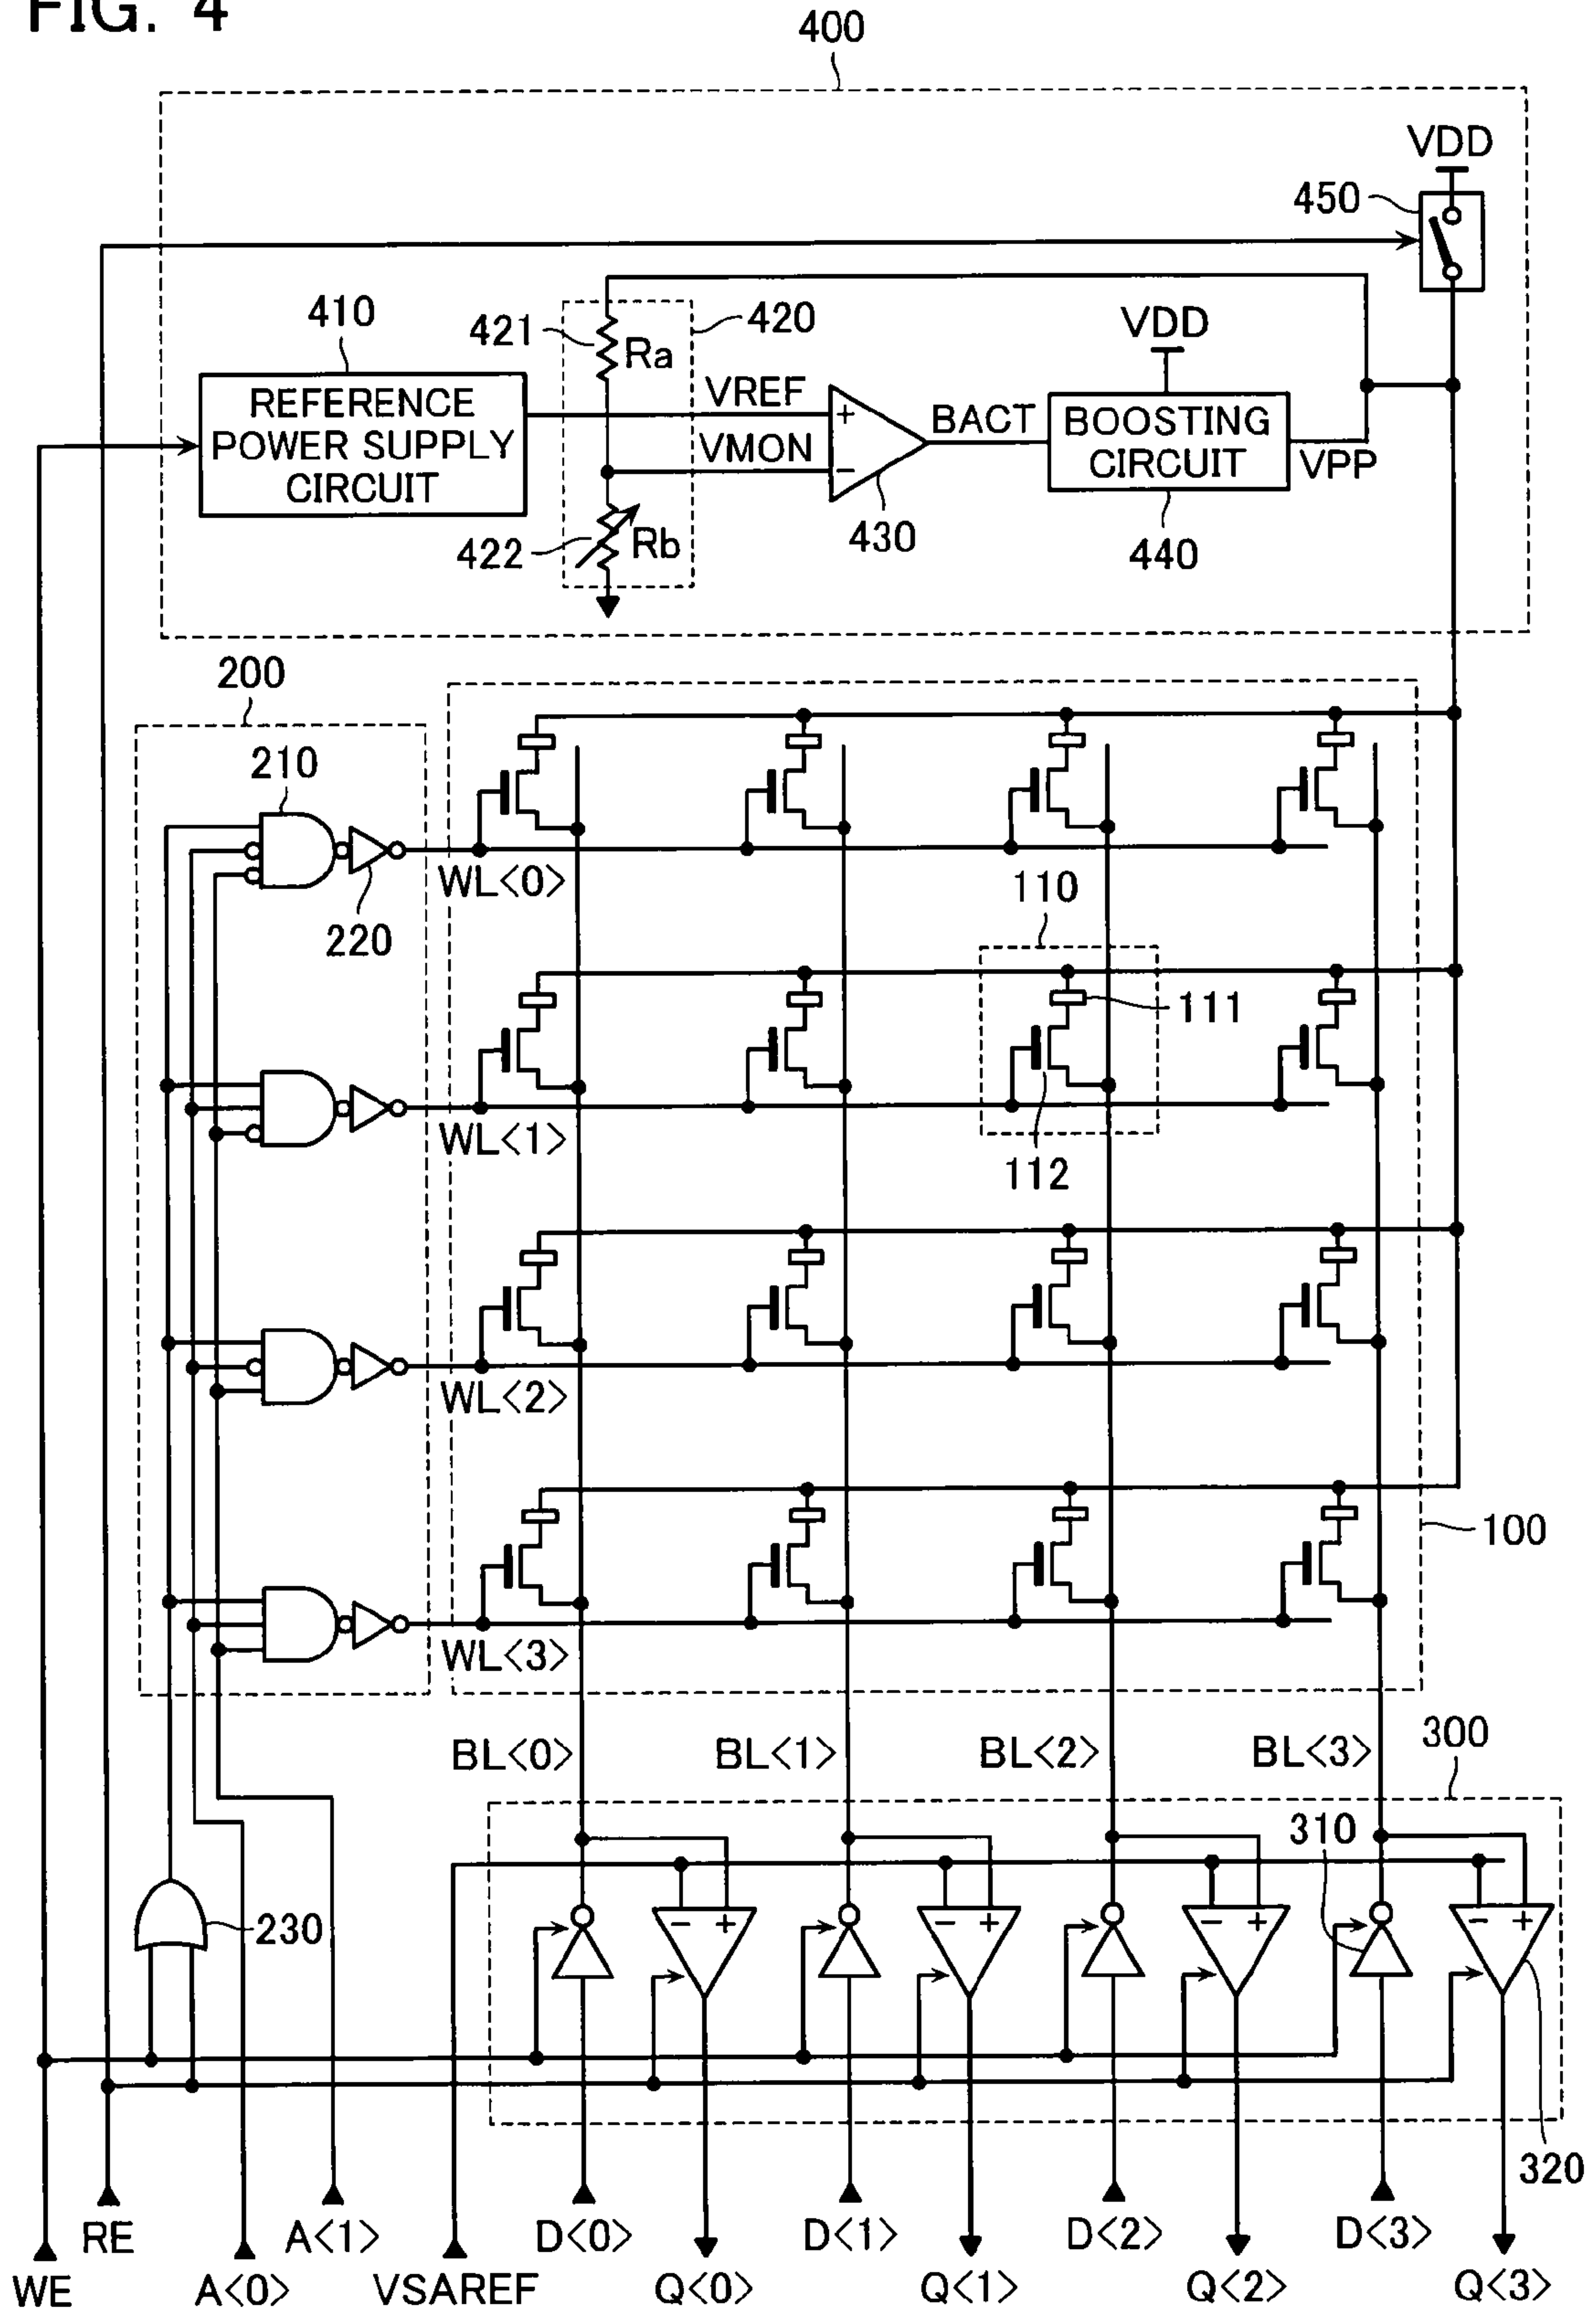 FIG. 4
400
VDD
450
410
421
Ra
420
VDD
REFERENCE
POWER SUPPLY
CIRCUIT
VREF
VMON
+
−
BACT
BOOSTING
CIRCUIT
VPP
422
Rb
430
440
200
210
220
WL<0>
110
111
WL<1>
112
WL<2>
100
WL<3>
BL<0>
BL<1>
BL<2>
BL<3>
300
310
230
− +
− +
− +
− +
320
RE
A<1>
D<0>
D<1>
D<2>
D<3>
WE
A<0>
VSAREF
Q<0>
Q<1>
Q<2>
Q<3>